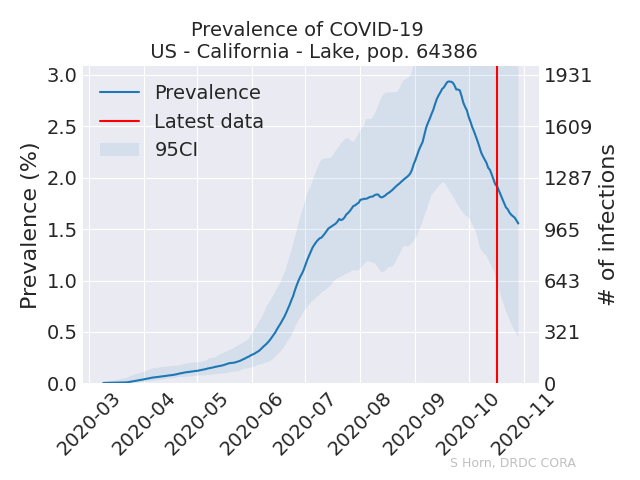 Prevalence of COVID-19
US - California - Lake, pop. 64386
Prevalence (%)
3.0
2.5
2.0
1.5
1.0
0.5
0.0
Prevalence
Latest data
95CI
1931
1609
1287
965
643
321
0
# of infections
2020-03
2020-04
2020-05
2020-06
2020-07
2020-08
2020-09
2020-10
2020-11
S Horn, DRDC CORA